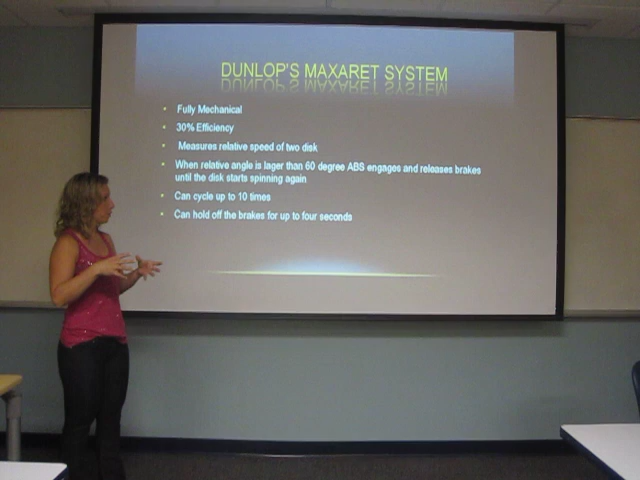 DUNLOP'S MAXARET SYSTEM
• Fully Mechanical
• 30% Efficiency
• Measures relative speed of two disk
• When relative angle is lager than 60 degree ABS engages and releases brakes
until the disk starts spinning again
• Can cycle up to 10 times
• Can hold off the brakes for up to four seconds